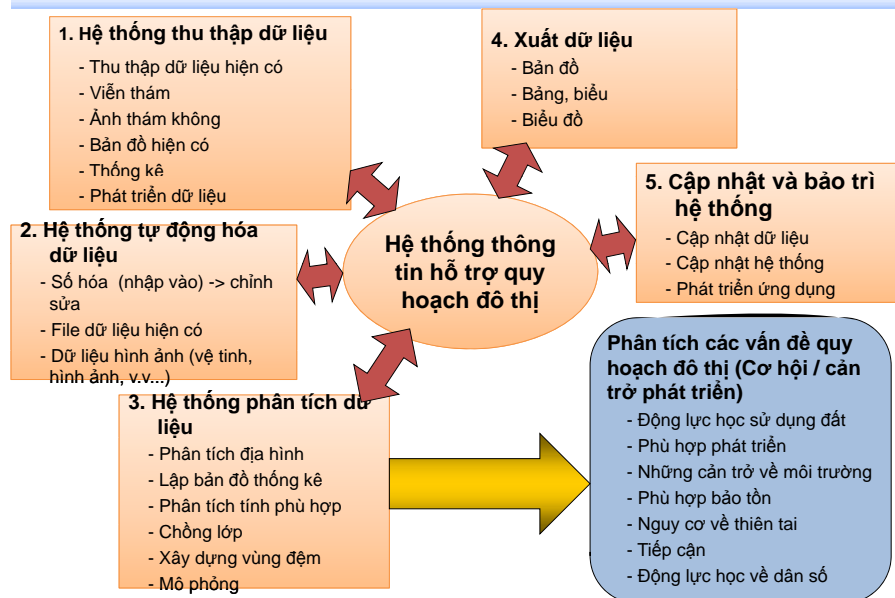 1. Hệ thống thu thập dữ liệu
- Thu thập dữ liệu hiện có
- Viễn thám
- Ảnh thám không
- Bản đồ hiện có
- Thống kê
- Phát triển dữ liệu
2. Hệ thống tự động hóa
dữ liệu
- Số hóa (nhập vào) -> chỉnh
sửa
- File dữ liệu hiện có
- Dữ liệu hình ảnh (vệ tinh,
hình ảnh, v.v...)
3. Hệ thống phân tích dữ
liệu
- Phân tích địa hình
- Lập bản đồ thống kê
- Phân tích tính phù hợp
- Chồng lớp
- Xây dựng vùng đệm
- Mô phỏng
Hệ thống thông
tin hỗ trợ quy
hoạch đô thị
4. Xuất dữ liệu
- Bản đồ
- Bảng, biểu
- Biểu đồ
5. Cập nhật và bảo trì
hệ thống
- Cập nhật dữ liệu
- Cập nhật hệ thống
- Phát triển ứng dụng
Phân tích các vấn đề quy
hoạch đô thị (Cơ hội / cản
trở phát triển)
- Động lực học sử dụng đất
- Phù hợp phát triển
- Những cản trở về môi trường
- Phù hợp bảo tồn
- Nguy cơ về thiên tai
- Tiếp cận
- Động lực học về dân số